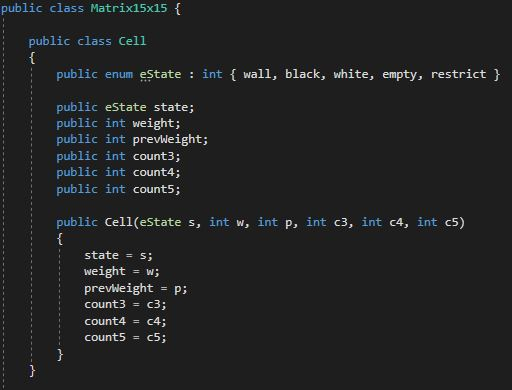 public class Matrix15x15 {
public class Cell
{
public enum eState : int { wall, black, white, empty, restrict }
public eState state;
public int weight;
public int prevWeight;
public int count3;
public int count4;
public int count5;
public Cell(eState s, int w, int p, int c3, int c4, int c5)
{
state = s;
weight = w;
prevWeight = p;
count3 = c3;
count4 = c4;
count5 = c5;
}
}